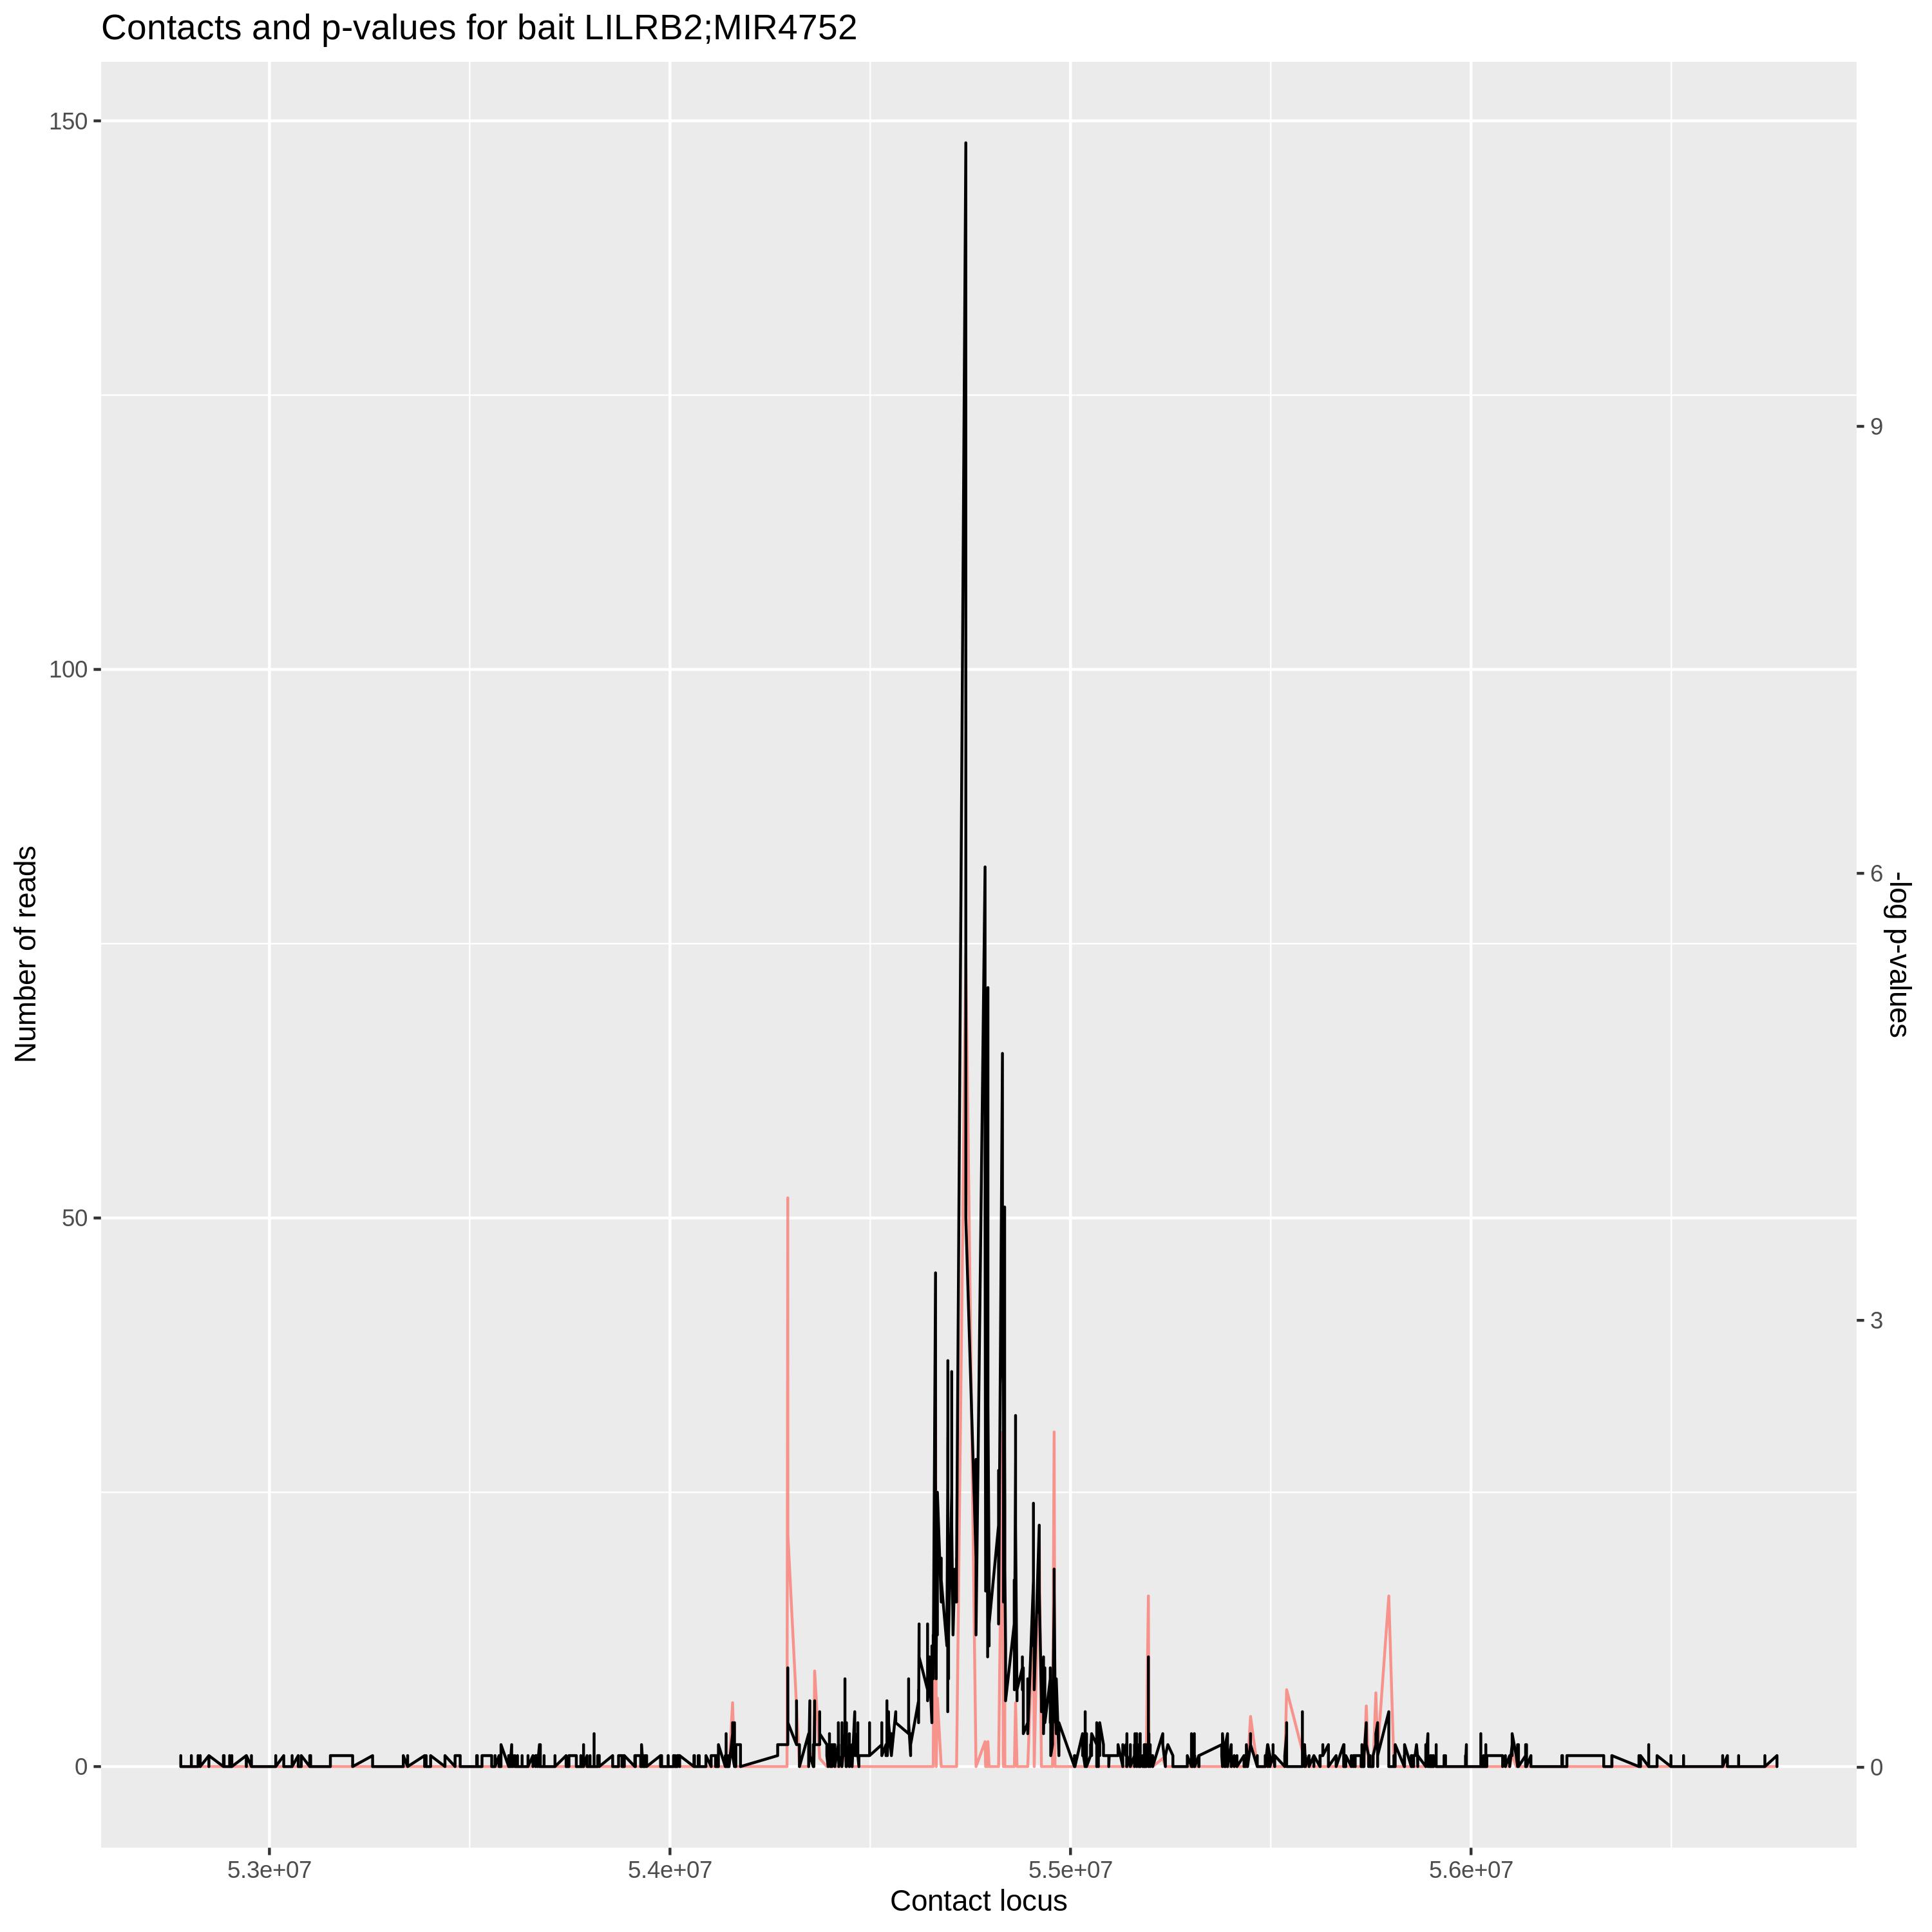 Contacts and p-values for bait LILRB2;MIR4752
150
100
50
0
Number of reads
9
6
3
0
-log p-values
5.3e+07
5.4e+07
5.5e+07
5.6e+07
Contact locus